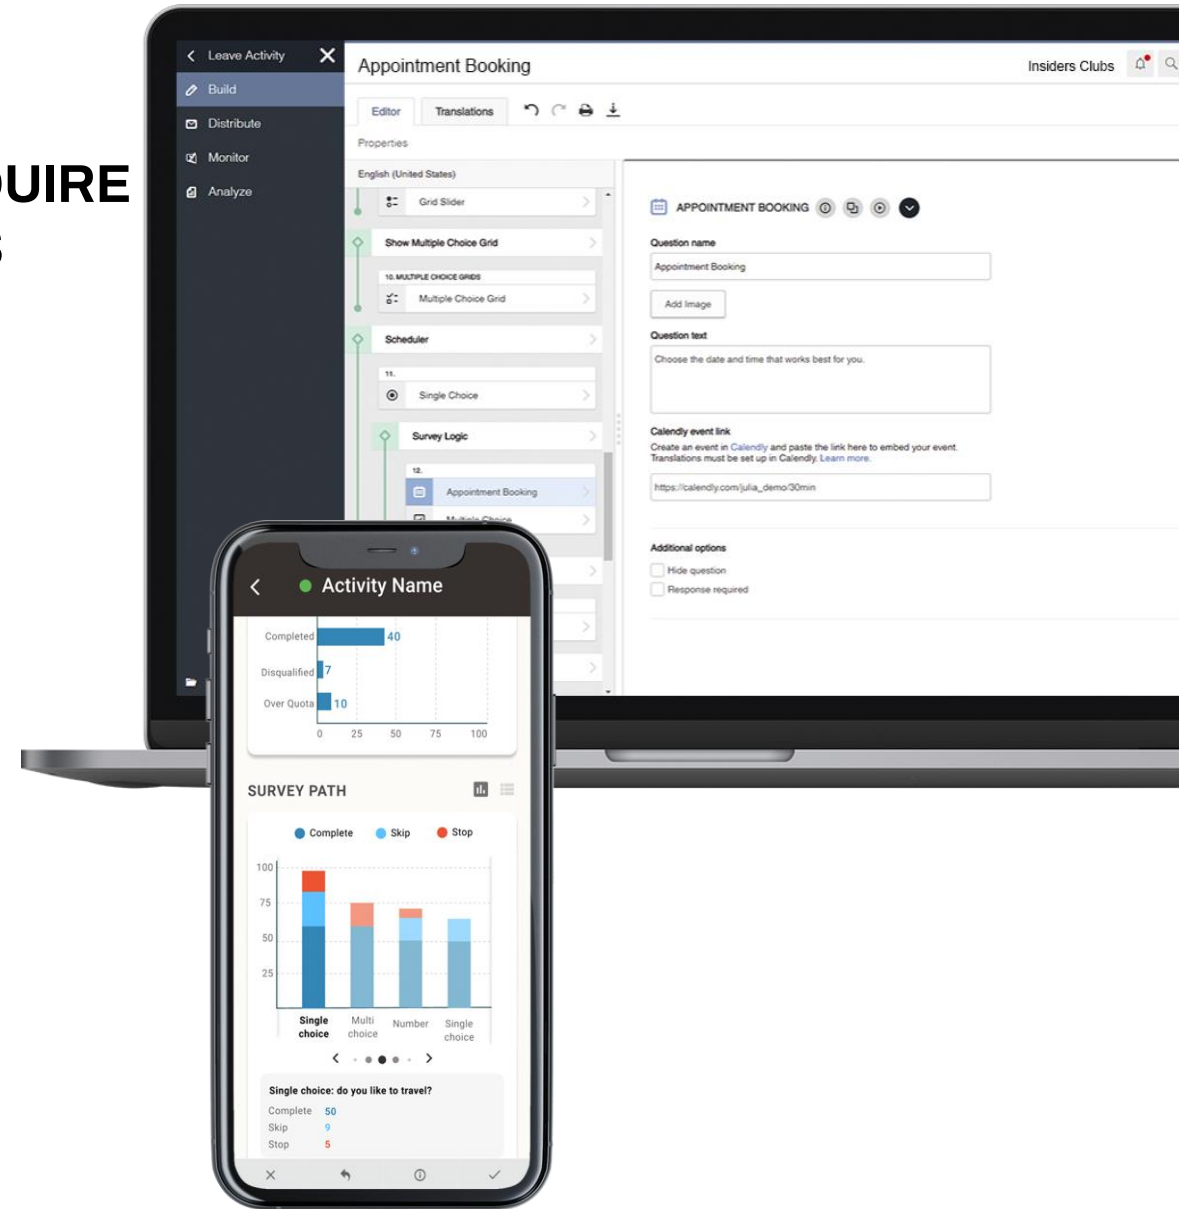 UIRE
Leave Activity
Build
Distribute
Monitor
Analyze
Appointment Booking
Insiders Clubs
Editor
Translations
Properties
English (United States)
Grid Slider
Show Multiple Choice Grid
10. MULTIPLE CHOICE GRIDS
Multiple Choice Grid
Scheduler
11.
Single Choice
Survey Logic
12.
Appointment Booking
Multiple Choice
APPOINTMENT BOOKING
Question name
Appointment Booking
Add Image
Question text
Choose the date and time that works best for you.
Calendly event link
Create an event in Calendly and paste the link here to embed your event.
Translations must be set up in Calendly. Learn more.
https://calendly.com/julia_demo/30min
Additional options
Hide question
Response required
Activity Name
Completed 40
Disqualified 7
Over Quota 10
0 25 50 75 100
SURVEY PATH
Complete Skip Stop
100
75
50
25
Single choice
Multi choice
Number
Single choice
Single choice: do you like to travel?
Complete 50
Skip 9
Stop 5